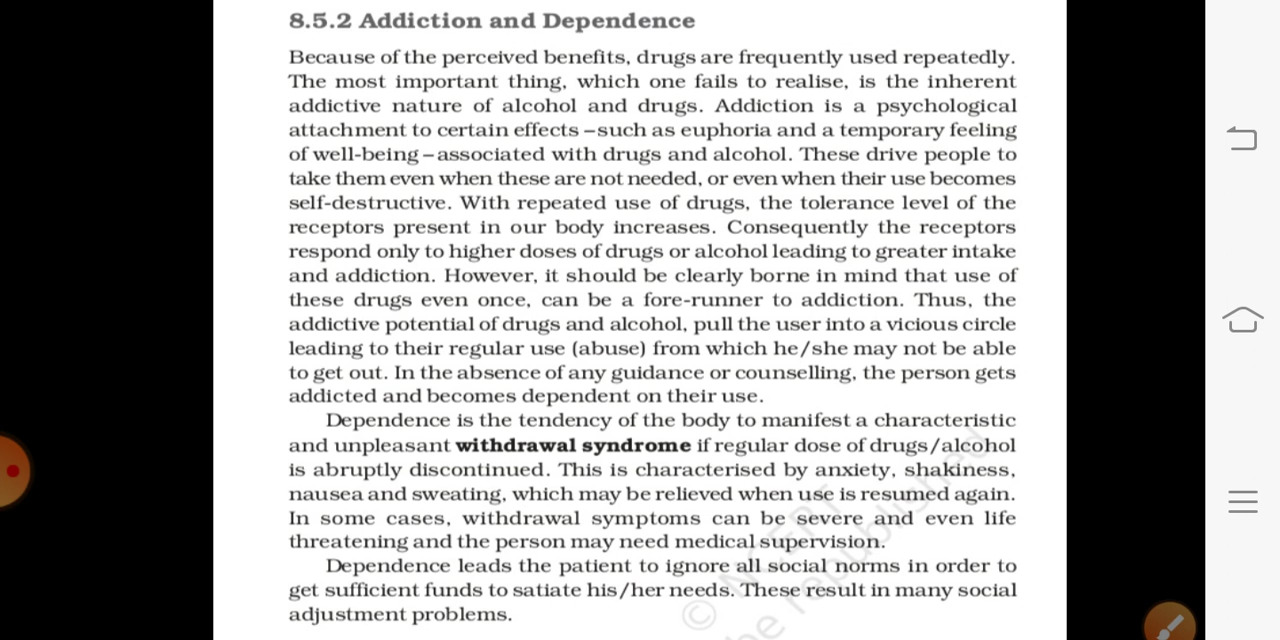 8.5.2 Addiction and Dependence
Because of the perceived benefits, drugs are frequently used repeatedly.
The most important thing, which one fails to realise, is the inherent
addictive nature of alcohol and drugs. Addiction is a psychological
attachment to certain effects –such as euphoria and a temporary feeling
of well-being –associated with drugs and alcohol. These drive people to
take them even when these are not needed, or even when their use becomes
self-destructive. With repeated use of drugs, the tolerance level of the
receptors present in our body increases. Consequently the receptors
respond only to higher doses of drugs or alcohol leading to greater intake
and addiction. However, it should be clearly borne in mind that use of
these drugs even once, can be a fore-runner to addiction. Thus, the
addictive potential of drugs and alcohol, pull the user into a vicious circle
leading to their regular use (abuse) from which he/she may not be able
to get out. In the absence of any guidance or counselling, the person gets
addicted and becomes dependent on their use.
Dependence is the tendency of the body to manifest a characteristic
and unpleasant withdrawal syndrome if regular dose of drugs/alcohol
is abruptly discontinued. This is characterised by anxiety, shakiness,
nausea and sweating, which may be relieved when use is resumed again.
In some cases, withdrawal symptoms can be severe and even life
threatening and the person may need medical supervision.
Dependence leads the patient to ignore all social norms in order to
get sufficient funds to satiate his/her needs. These result in many social
adjustment problems.
© NCERT
be republished